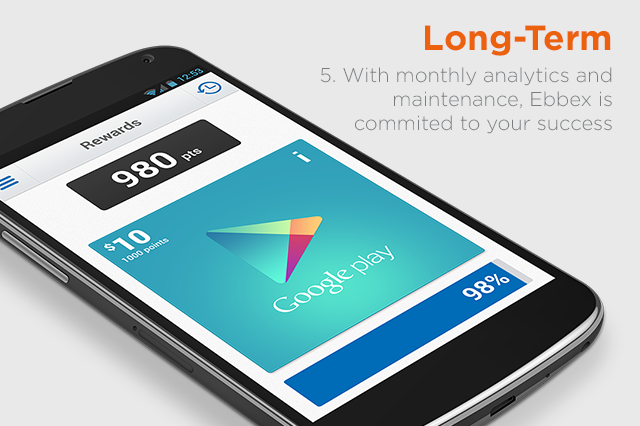 Long-Term
5. With monthly analytics and
maintenance, Ebbex is
commited to your success
12:53
Rewards
980 pts
$10
1000 points
i
Google play
98%